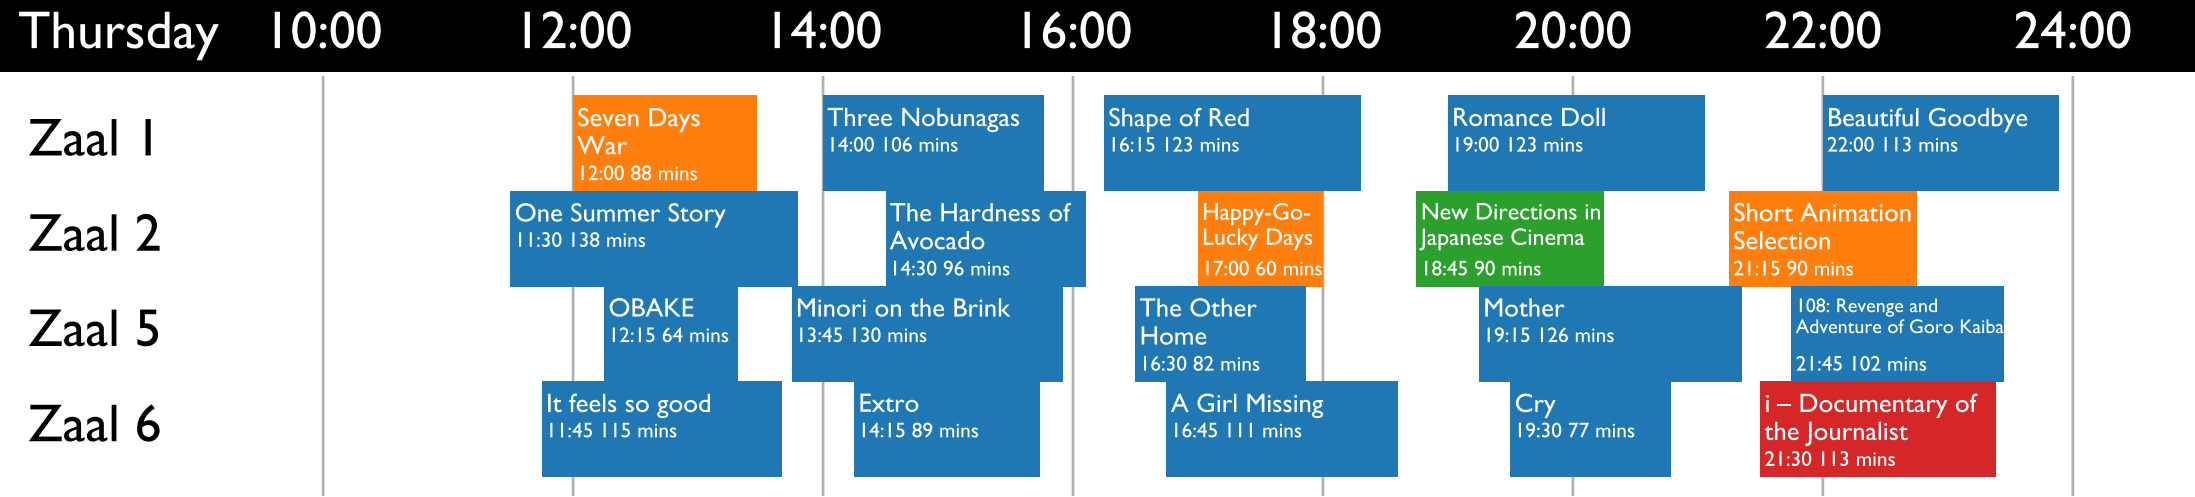 Thursday 10:00 12:00 14:00 16:00 18:00 20:00 22:00 24:00
Zaal 1
Seven Days
War
12:00 88 mins
Three Nobunagas
14:00 106 mins
Shape of Red
16:15 123 mins
Romance Doll
19:00 123 mins
Beautiful Goodbye
22:00 113 mins
Zaal 2
One Summer Story
11:30 138 mins
The Hardness of
Avocado
14:30 96 mins
Happy-Go-
Lucky Days
17:00 60 mins
New Directions in
Japanese Cinema
18:45 90 mins
Short Animation
Selection
21:15 90 mins
Zaal 5
OBAKE
12:15 64 mins
Minori on the Brink
13:45 130 mins
The Other
Home
16:30 82 mins
Mother
19:15 126 mins
108: Revenge and
Adventure of Goro Kaiba
21:45 102 mins
Zaal 6
It feels so good
11:45 115 mins
Extro
14:15 89 mins
A Girl Missing
16:45 111 mins
Cry
19:30 77 mins
i – Documentary of
the Journalist
21:30 113 mins